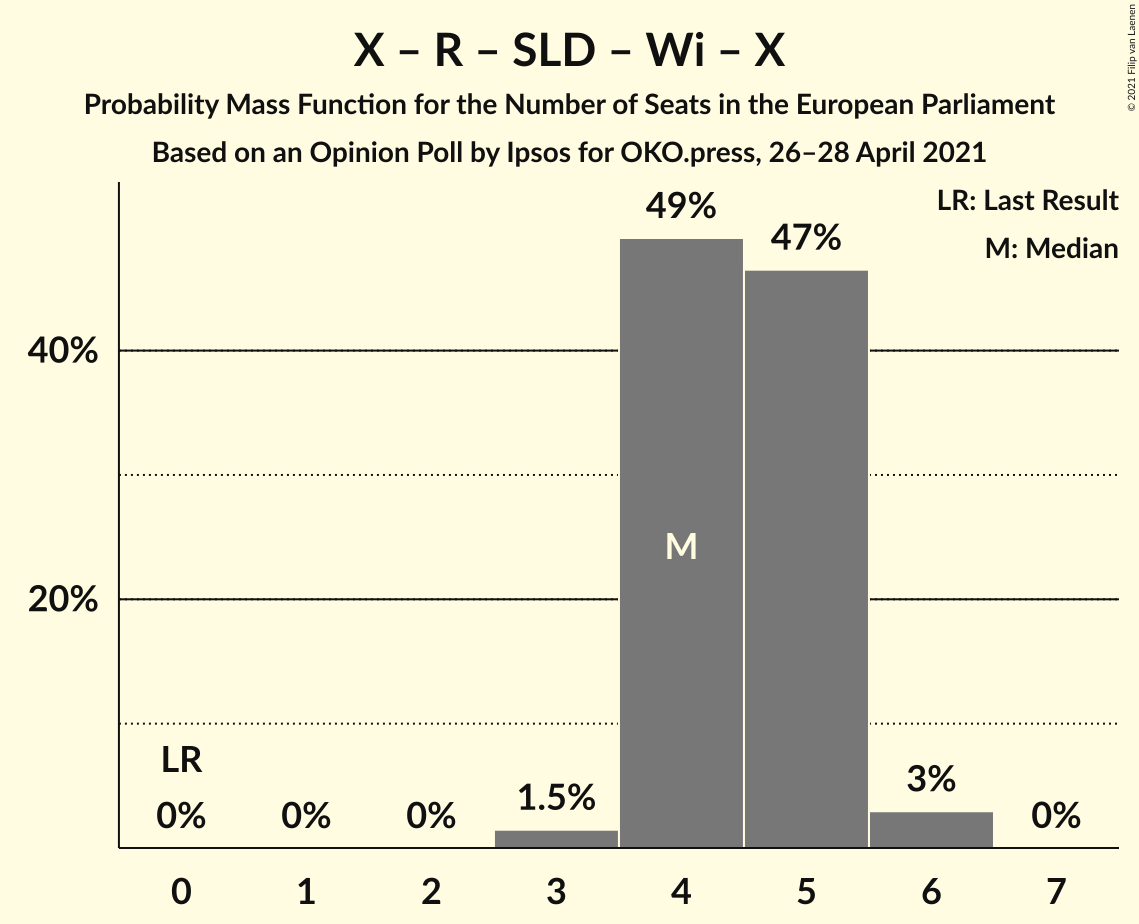 X – R – SLD – Wi – X
Probability Mass Function for the Number of Seats in the European Parliament
Based on an Opinion Poll by Ipsos for OKO.press, 26–28 April 2021
© 2021 Filip van Laenen
LR: Last Result
M: Median
49%
47%
40%
M
20%
LR
0%
0%
0%
1.5%
3%
0%
0
1
2
3
4
5
6
7